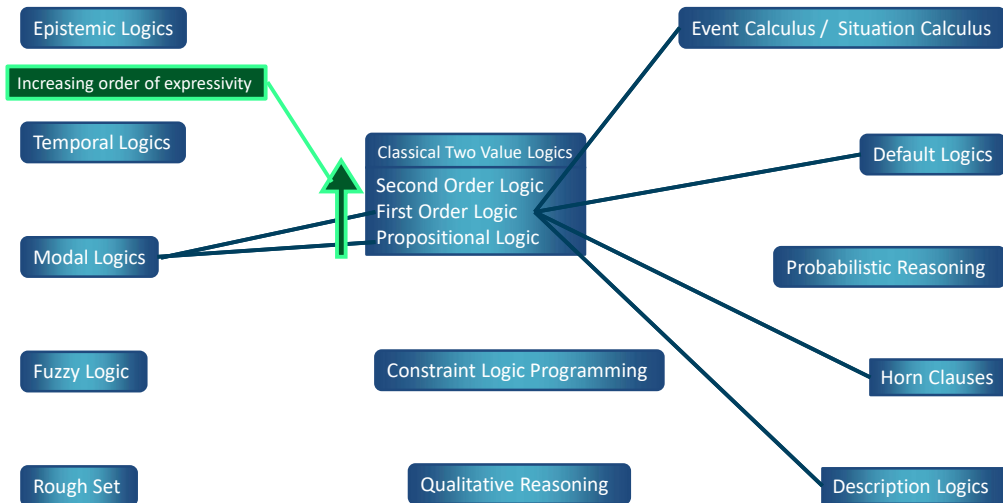 Epistemic Logics
Event Calculus / Situation Calculus
Increasing order of expressivity
Temporal Logics
Classical Two Value Logics
Second Order Logic
First Order Logic
Propositional Logic
Default Logics
Modal Logics
Probabilistic Reasoning
Fuzzy Logic
Constraint Logic Programming
Horn Clauses
Rough Set
Qualitative Reasoning
Description Logics